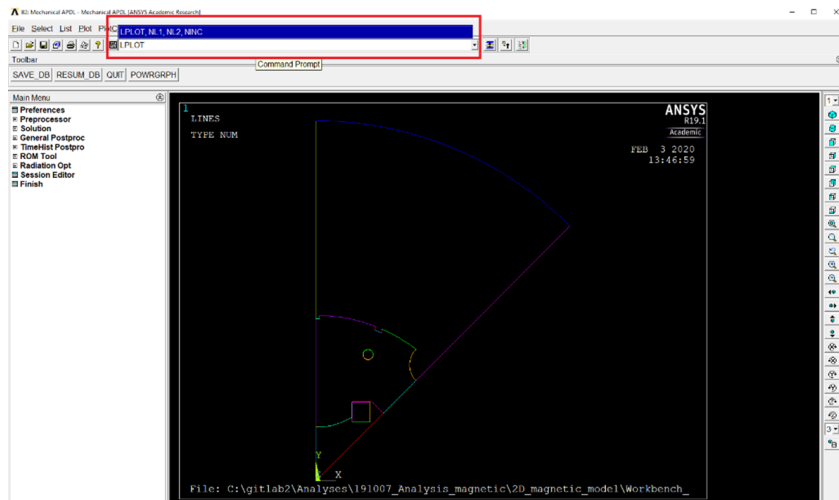 K: Mechanical APDL - Mechanical APDL [ANSYS Academic Research]
File Select List Plot
LPLOT, NL1, NL2, NINC
LPLOT
Command Prompt
Toolbar
SAVE_DB RESUM_DB QUIT POWRGRPH
Main Menu
Preferences
Preprocessor
Solution
General Postproc
TimeHist Postpro
ROM Tool
Radiation Opt
Session Editor
Finish
1
LINES
TYPE NUM
ANSYS
R19.1
Academic
FEB 3 2020
13:46:59
Y
X
File: C:\gitlab2\Analyses\191007_Analysis_magnetic\2D_magnetic_model\Workbench_
1
3